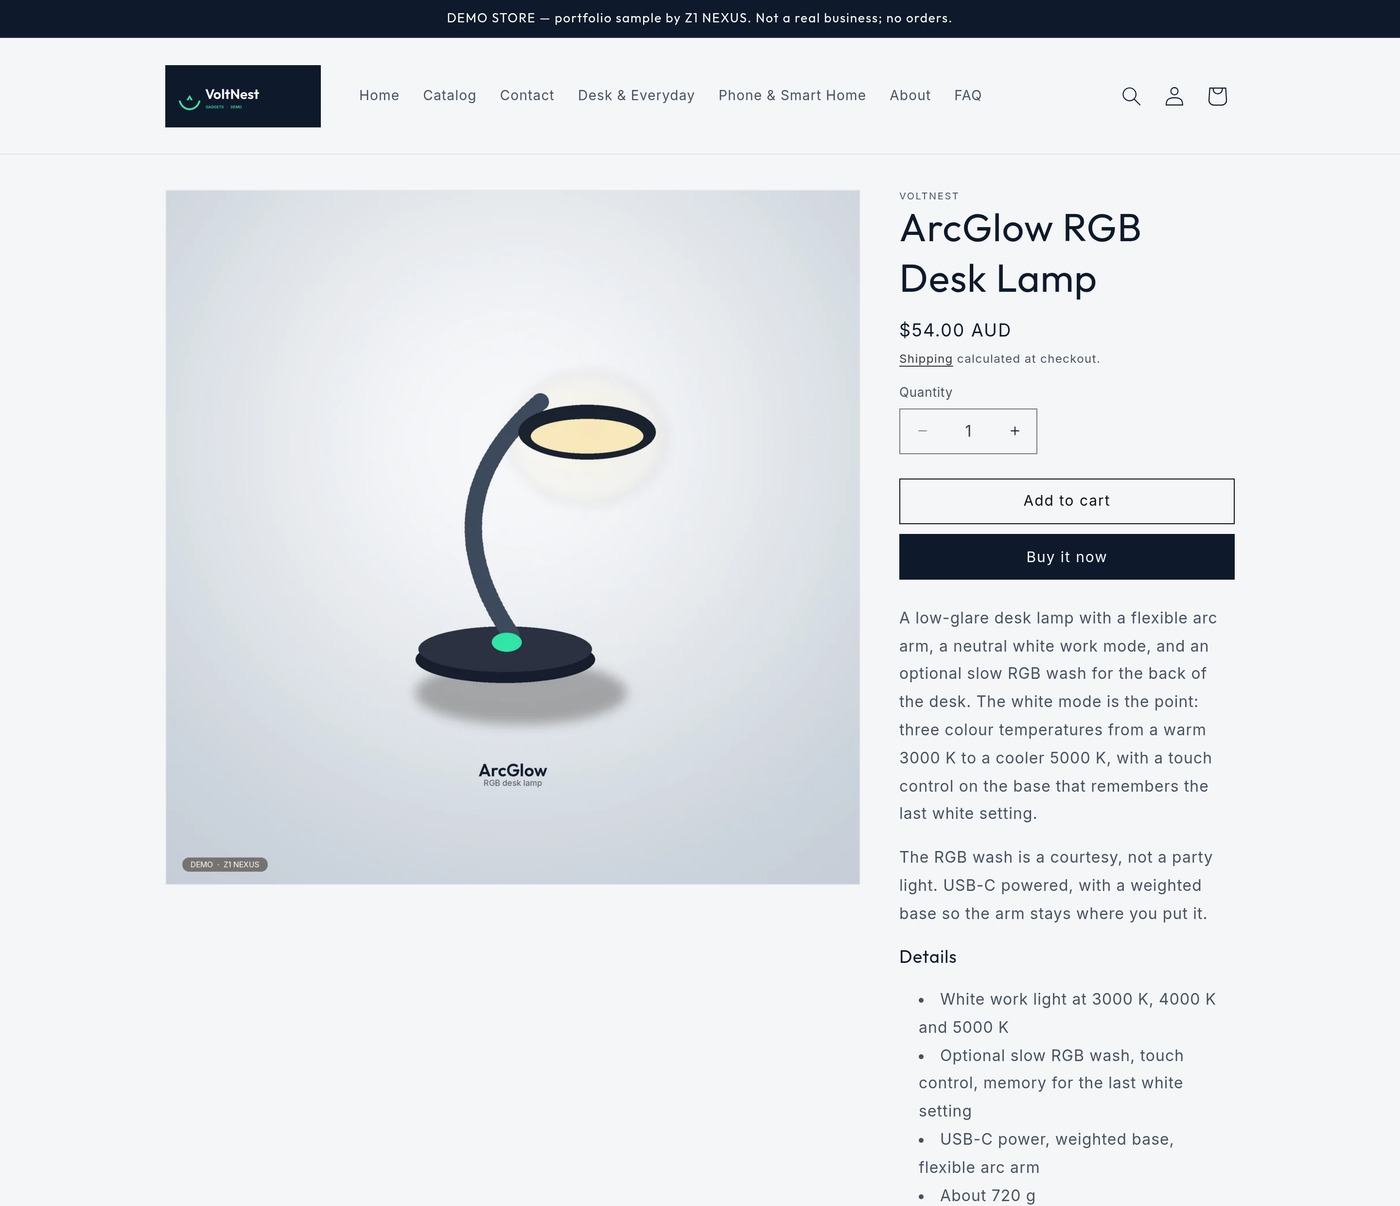 DEMO STORE — portfolio sample by Z1 NEXUS. Not a real business; no orders.
VoltNest
GADGETS · DEMO
Home
Catalog
Contact
Desk & Everyday
Phone & Smart Home
About
FAQ
ArcGlow
RGB desk lamp
DEMO · Z1 NEXUS
VOLTNEST
ArcGlow RGB
Desk Lamp
$54.00 AUD
Shipping calculated at checkout.
Quantity
− 1 +
Add to cart
Buy it now
A low-glare desk lamp with a flexible arc
arm, a neutral white work mode, and an
optional slow RGB wash for the back of
the desk. The white mode is the point:
three colour temperatures from a warm
3000 K to a cooler 5000 K, with a touch
control on the base that remembers the
last white setting.
The RGB wash is a courtesy, not a party
light. USB-C powered, with a weighted
base so the arm stays where you put it.
Details
• White work light at 3000 K, 4000 K
and 5000 K
• Optional slow RGB wash, touch
control, memory for the last white
setting
• USB-C power, weighted base,
flexible arc arm
• About 720 g